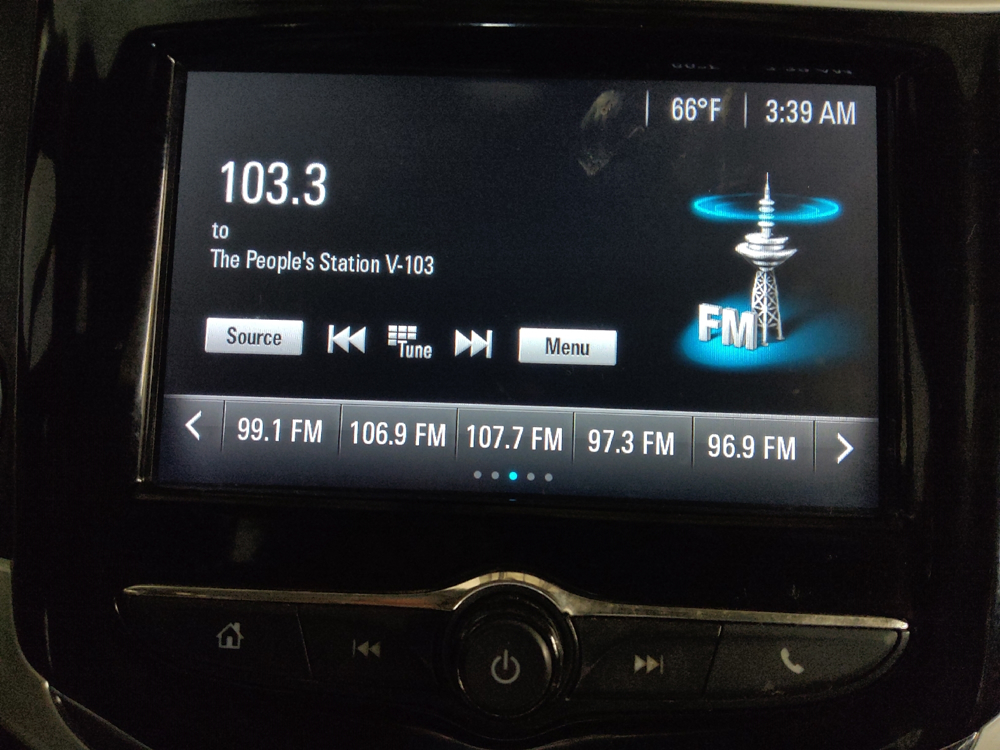 66°F 3:39 AM
103.3
to
The People's Station V-103
FM
Source Tune Menu
99.1 FM 106.9 FM 107.7 FM 97.3 FM 96.9 FM